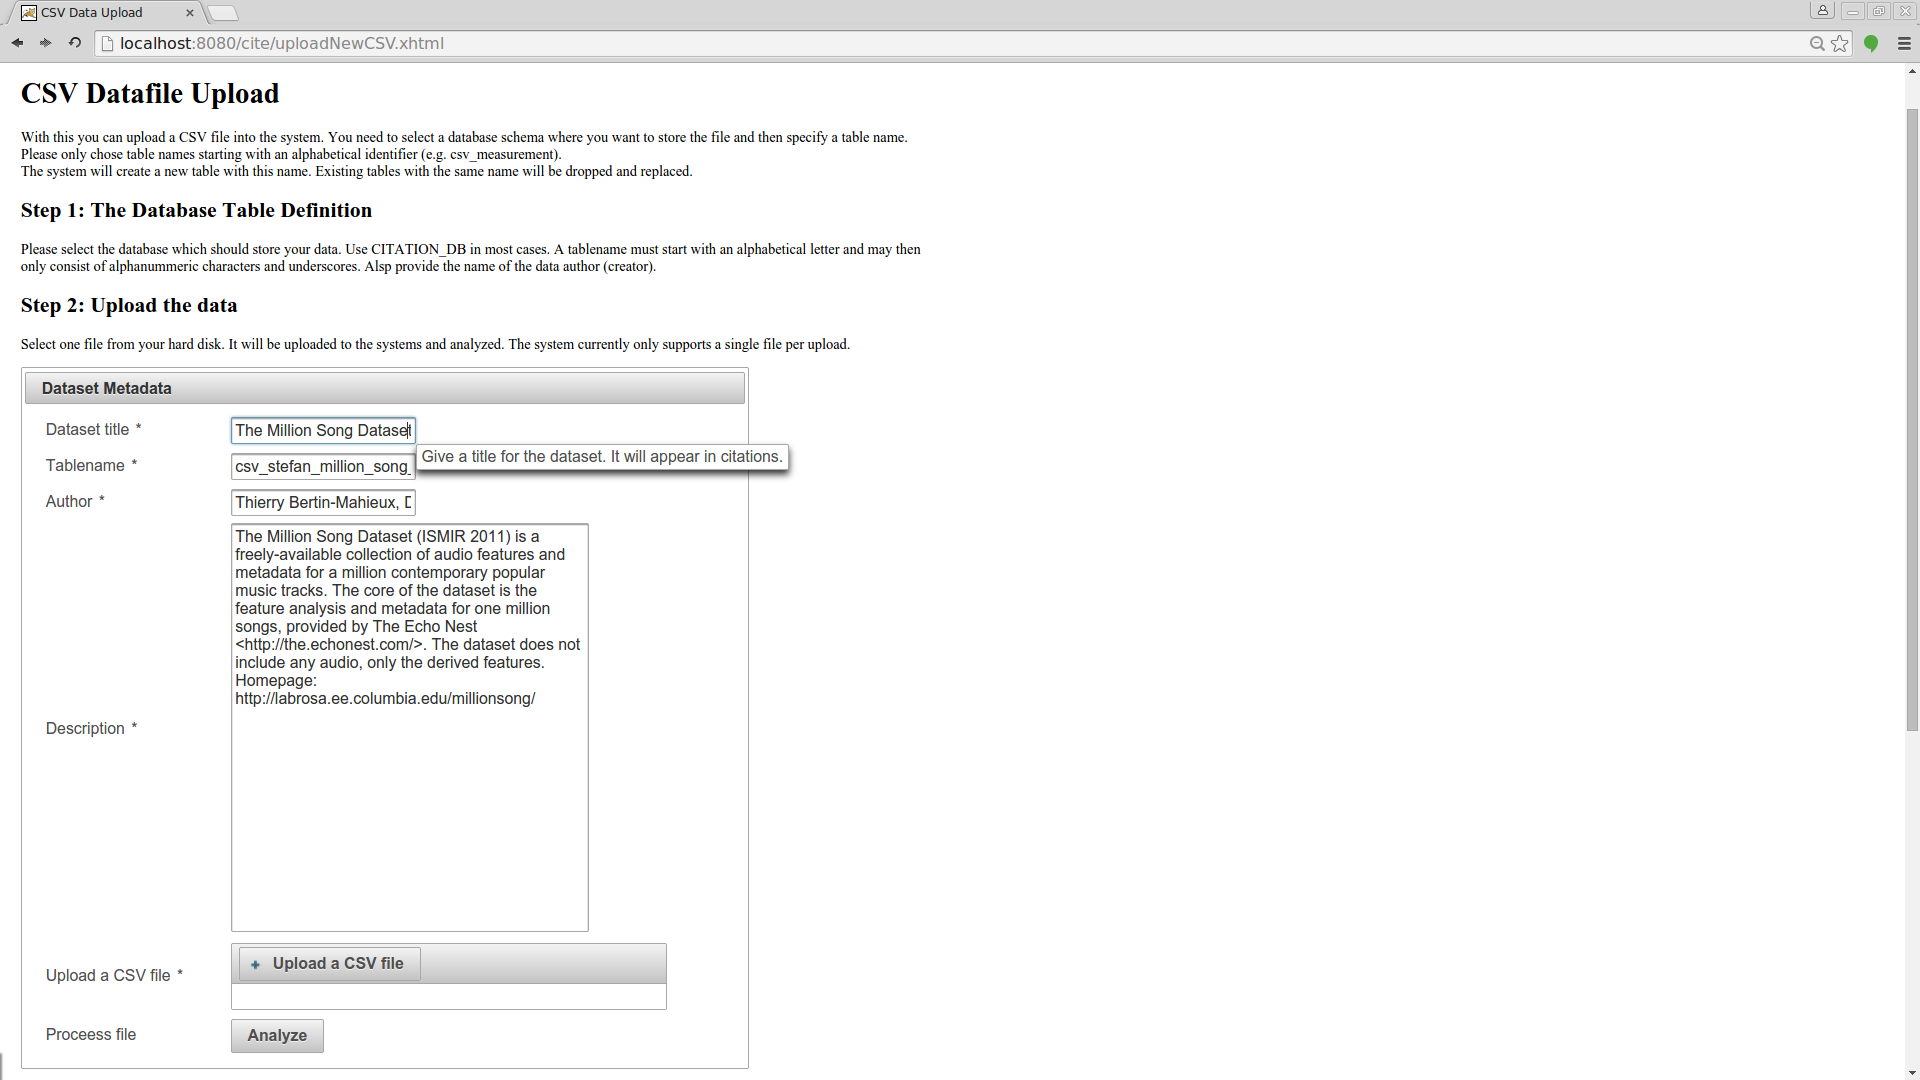 CSV Data Upload
localhost:8080/cite/uploadNewCSV.xhtml
CSV Datafile Upload
With this you can upload a CSV file into the system. You need to select a database schema where you want to store the file and then specify a table name.
Please only chose table names starting with an alphabetical identifier (e.g. csv_measurement).
The system will create a new table with this name. Existing tables with the same name will be dropped and replaced.
Step 1: The Database Table Definition
Please select the database which should store your data. Use CITATION_DB in most cases. A tablename must start with an alphabetical letter and may then
only consist of alphanummeric characters and underscores. Alsp provide the name of the data author (creator).
Step 2: Upload the data
Select one file from your hard disk. It will be uploaded to the systems and analyzed. The system currently only supports a single file per upload.
Dataset Metadata
Dataset title * The Million Song Dataset
Give a title for the dataset. It will appear in citations.
Tablename * csv_stefan_million_song_
Author * Thierry Bertin-Mahieux, D
The Million Song Dataset (ISMIR 2011) is a
freely-available collection of audio features and
metadata for a million contemporary popular
music tracks. The core of the dataset is the
feature analysis and metadata for one million
songs, provided by The Echo Nest
<http://the.echonest.com/>. The dataset does not
include any audio, only the derived features.
Homepage:
http://labrosa.ee.columbia.edu/millionsong/
Description *
Upload a CSV file * + Upload a CSV file
Proceess file Analyze